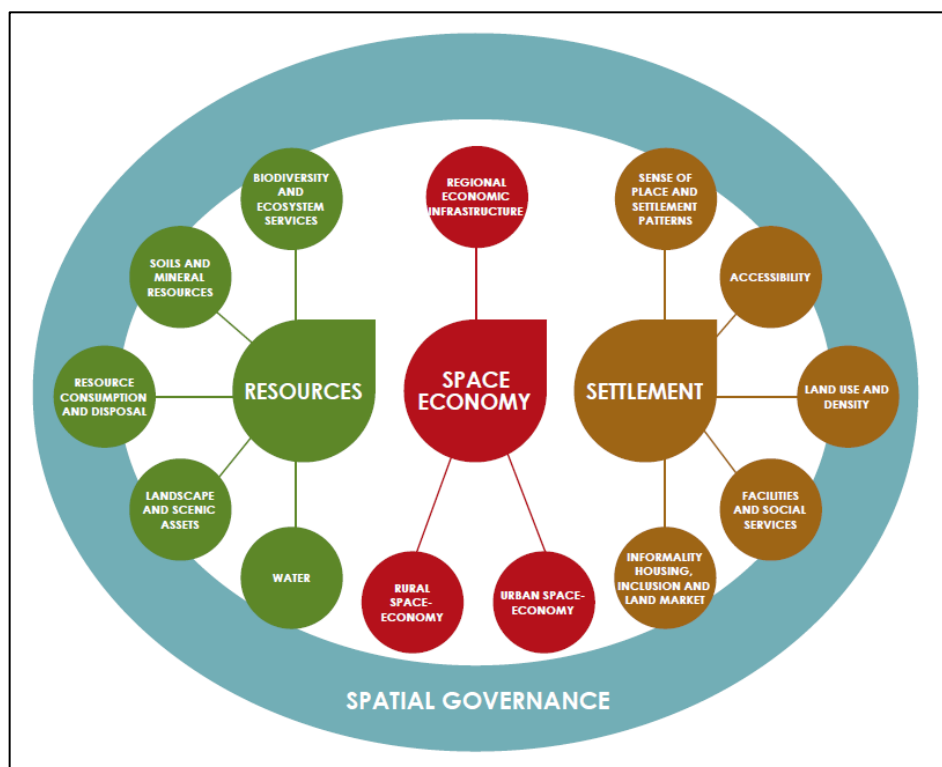 BIODIVERSITY
AND
ECOSYSTEM
SERVICES
SOILS AND
MINERAL
RESOURCES
RESOURCE
CONSUMPTION
AND DISPOSAL
LANDSCAPE
AND SCENIC
ASSETS
WATER
RESOURCES
REGIONAL
ECONOMIC
INFRASTRUCTURE
SPACE
ECONOMY
RURAL
SPACE-
ECONOMY
URBAN SPACE-
ECONOMY
SENSE OF
PLACE AND
SETTLEMENT
PATTERNS
ACCESSIBILITY
SETTLEMENT
LAND USE AND
DENSITY
FACILITIES
AND SOCIAL
SERVICES
INFORMALITY
HOUSING,
INCLUSION AND
LAND MARKET
SPATIAL GOVERNANCE